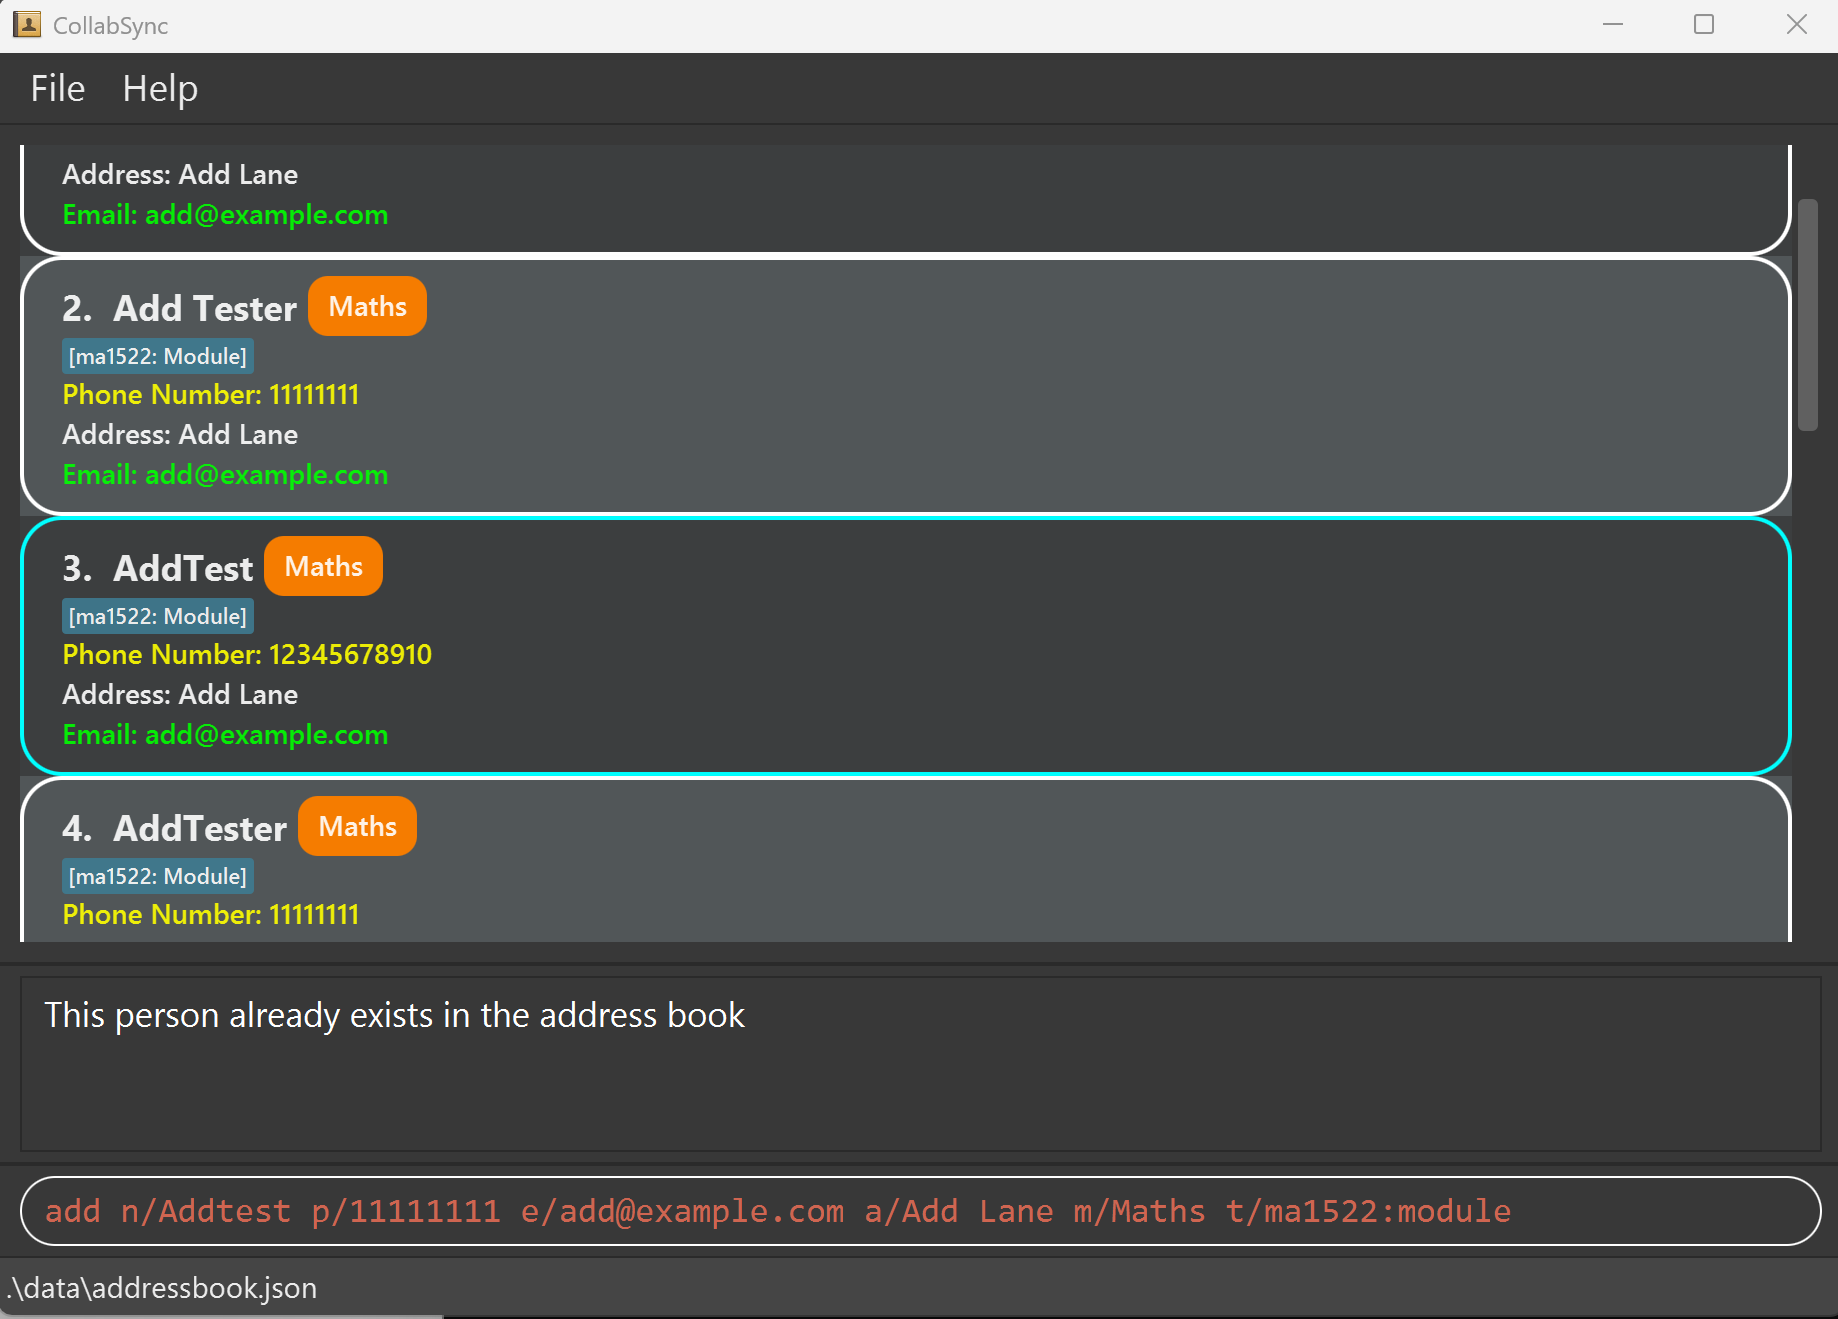 CollabSync
File Help
Address: Add Lane
Email: add@example.com
2. Add Tester Maths
[ma1522: Module]
Phone Number: 11111111
Address: Add Lane
Email: add@example.com
3. AddTest Maths
[ma1522: Module]
Phone Number: 12345678910
Address: Add Lane
Email: add@example.com
4. AddTester Maths
[ma1522: Module]
Phone Number: 11111111
This person already exists in the address book
add n/Addtest p/11111111 e/add@example.com a/Add Lane m/Maths t/ma1522:module
.\data\addressbook.json